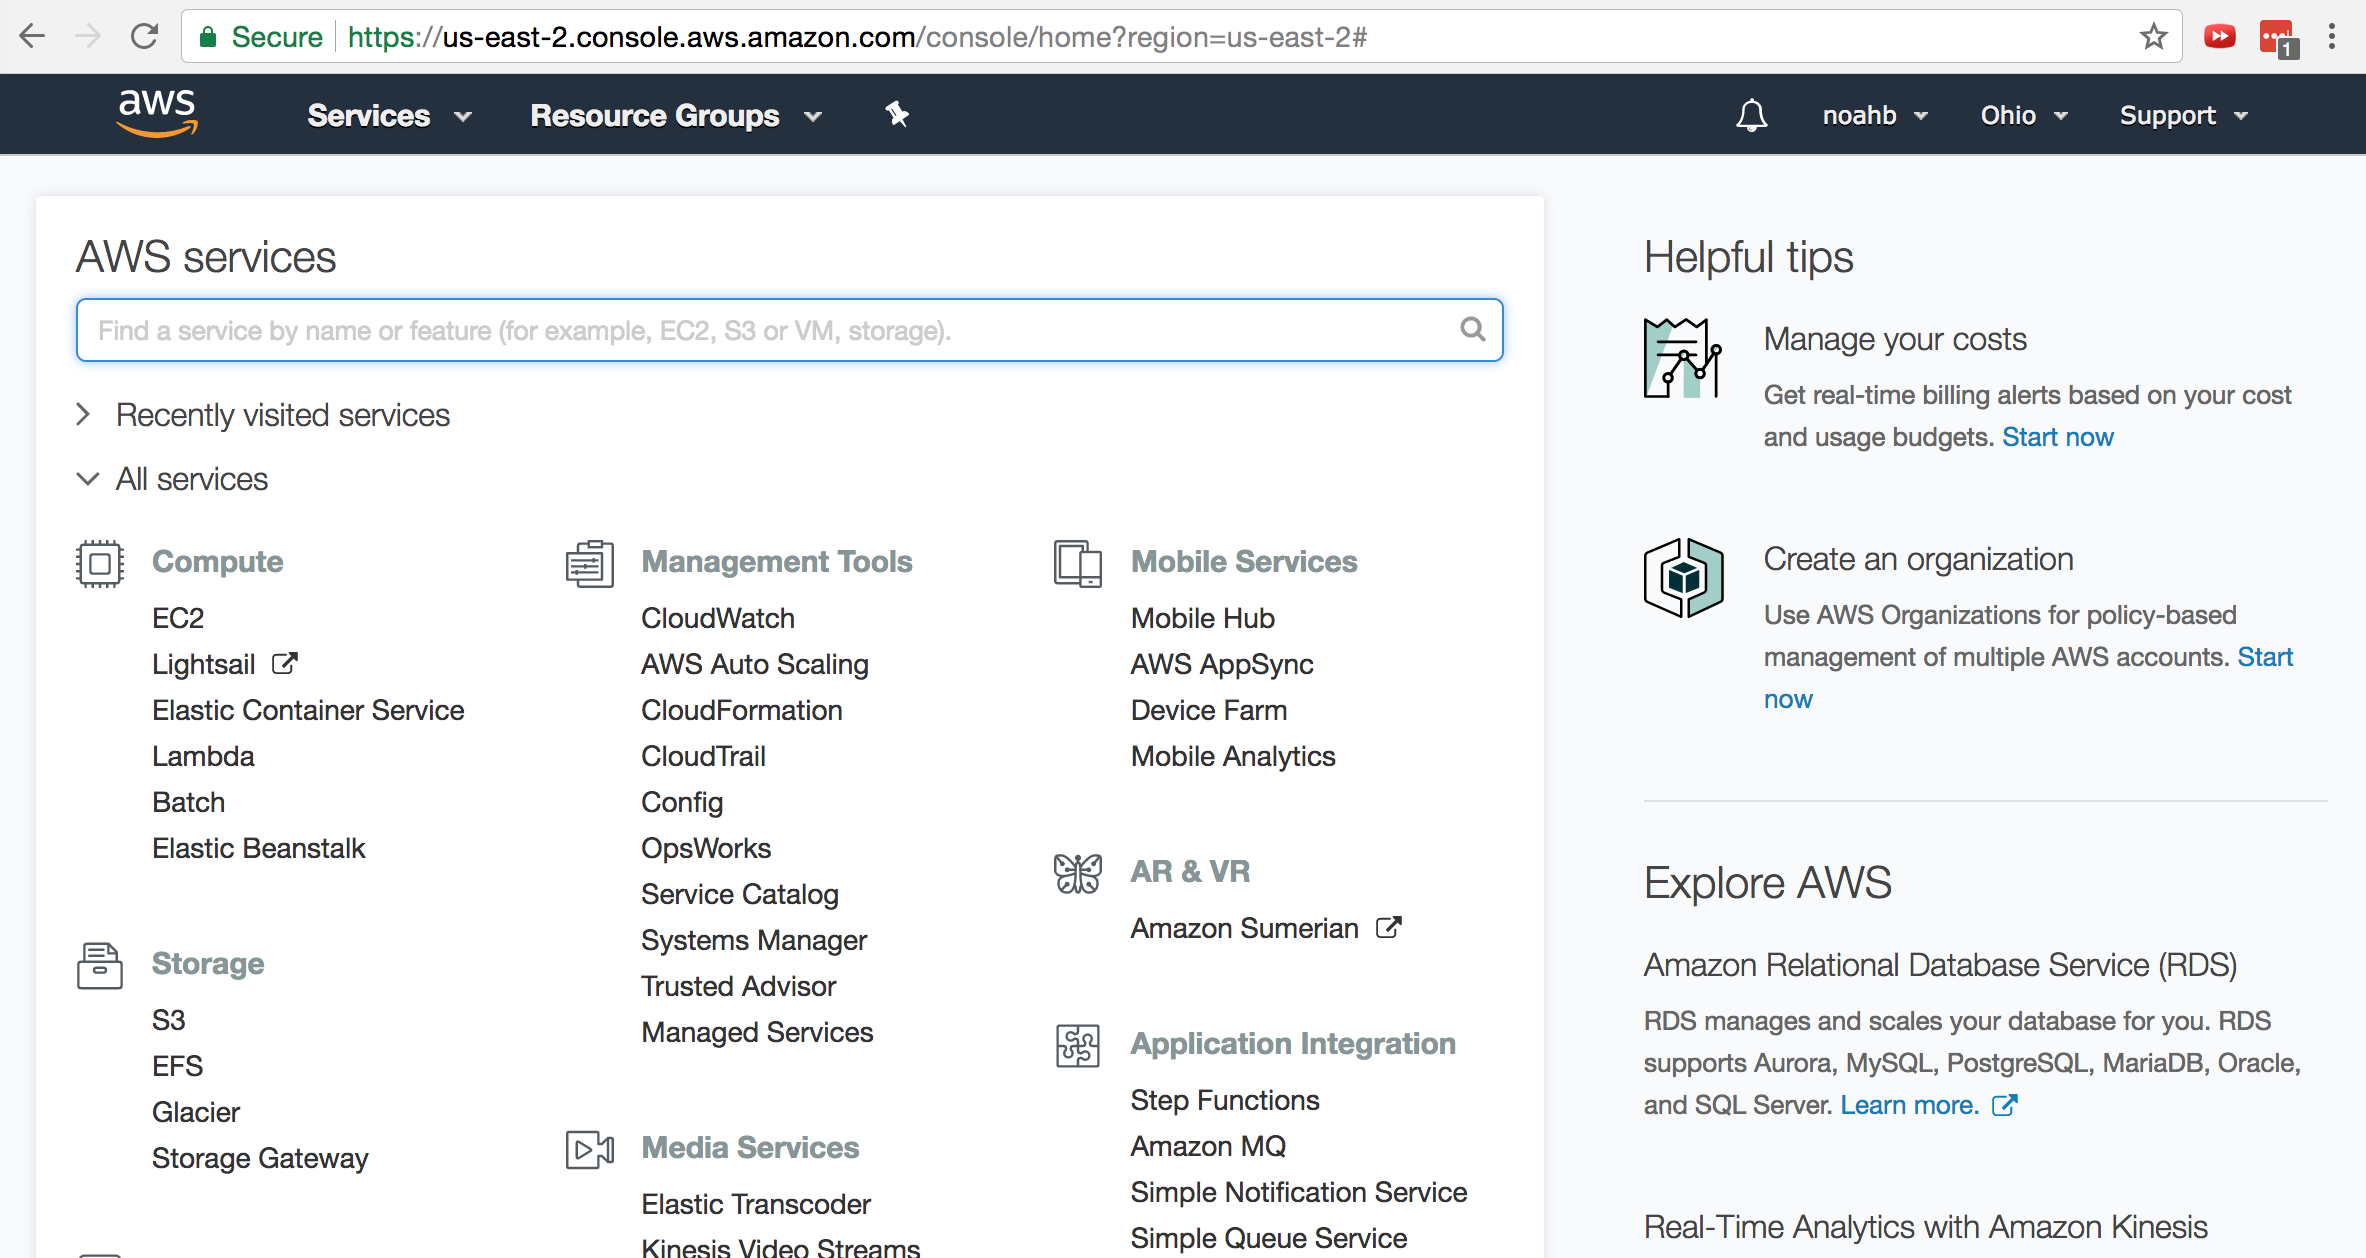 Secure https://us-east-2.console.aws.amazon.com/console/home?region=us-east-2#
1
aws Services Resource Groups noahb Ohio Support
AWS services
Find a service by name or feature (for example, EC2, S3 or VM, storage).
Recently visited services
All services
Compute
EC2
Lightsail
Elastic Container Service
Lambda
Batch
Elastic Beanstalk
Storage
S3
EFS
Glacier
Storage Gateway
Management Tools
CloudWatch
AWS Auto Scaling
CloudFormation
CloudTrail
Config
OpsWorks
Service Catalog
Systems Manager
Trusted Advisor
Managed Services
Media Services
Elastic Transcoder
Kinesis Video Streams
Mobile Services
Mobile Hub
AWS AppSync
Device Farm
Mobile Analytics
AR & VR
Amazon Sumerian
Application Integration
Step Functions
Amazon MQ
Simple Notification Service
Simple Queue Service
Helpful tips
Manage your costs
Get real-time billing alerts based on your cost
and usage budgets. Start now
Create an organization
Use AWS Organizations for policy-based
management of multiple AWS accounts. Start
now
Explore AWS
Amazon Relational Database Service (RDS)
RDS manages and scales your database for you. RDS
supports Aurora, MySQL, PostgreSQL, MariaDB, Oracle,
and SQL Server. Learn more.
Real-Time Analytics with Amazon Kinesis